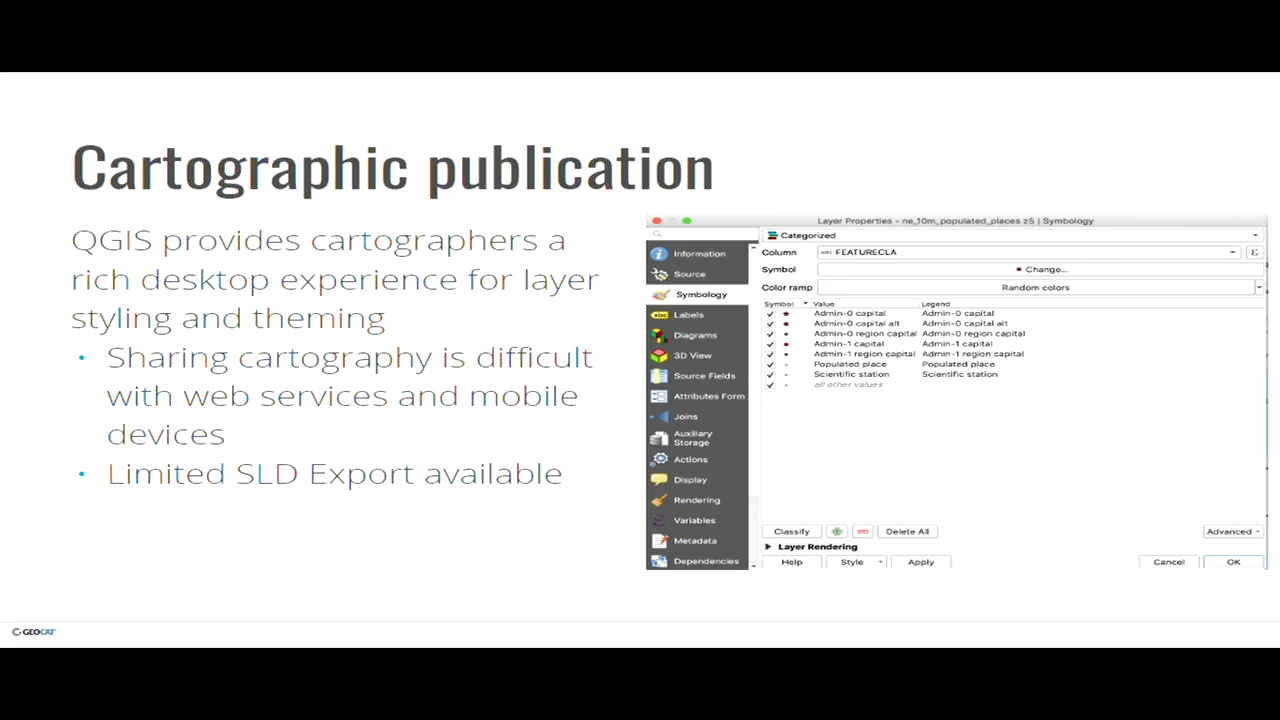 Cartographic publication
QGIS provides cartographers a
rich desktop experience for layer
styling and theming
• Sharing cartography is difficult
with web services and mobile
devices
• Limited SLD Export available
Layer Properties - ne_10m_populated_places z5 | Symbology
Information
Source
Symbology
Labels
Diagrams
3D View
Source Fields
Attributes Form
Joins
Auxiliary
Storage
Actions
Display
Rendering
Variables
Metadata
Dependencies
Categorized
Column abc FEATURECLA ε
Symbol Change...
Color ramp Random colors
Symbol Value Legend
Admin-0 capital Admin-0 capital
Admin-0 capital alt Admin-0 capital alt
Admin-0 region capital Admin-0 region capital
Admin-1 capital Admin-1 capital
Admin-1 region capital Admin-1 region capital
Populated place Populated place
Scientific station Scientific station
all other values
Classify Delete All Advanced
Layer Rendering
Help Style Apply Cancel OK
GEOCAT